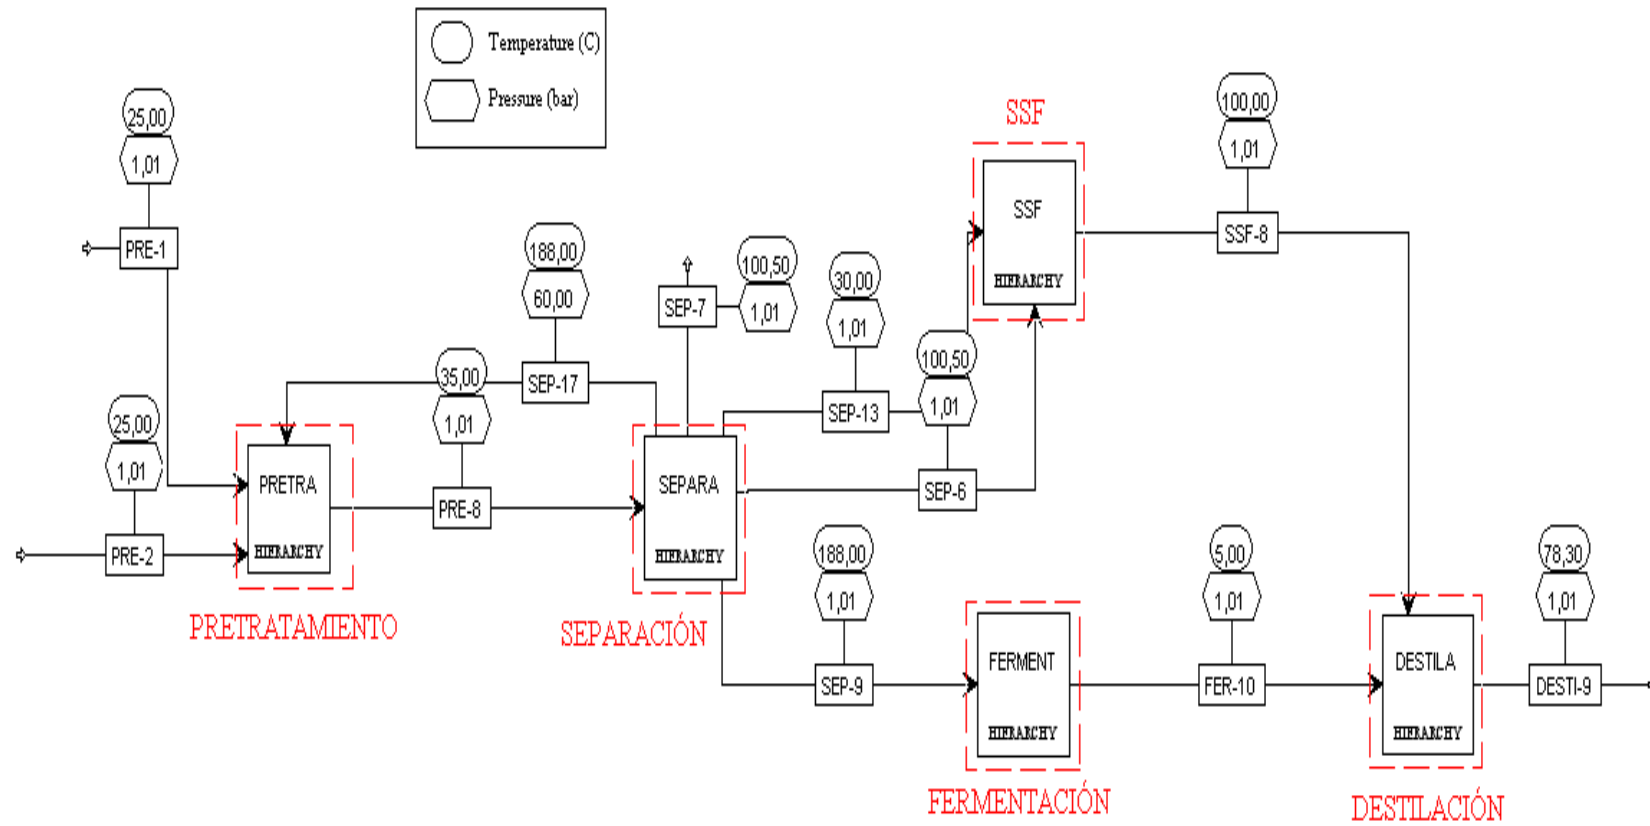 Temperature (C)
Pressure (bar)
25,00
1,01
PRE-1
25,00
1,01
PRE-2
PRETRA
HIERARCHY
PRETRATAMIENTO
188,00
60,00
SEP-17
35,00
1,01
PRE-8
SEP-7
100,50
1,01
SEPARA
HIERARCHY
SEPARACIÓN
30,00
1,01
SEP-13
100,50
1,01
SEP-6
SSF
SSF
HIERARCHY
100,00
1,01
SSF-8
188,00
1,01
SEP-9
FERMENT
HIERARCHY
FERMENTACIÓN
5,00
1,01
FER-10
DESTILA
HIERARCHY
DESTILACIÓN
78,30
1,01
DESTI-9